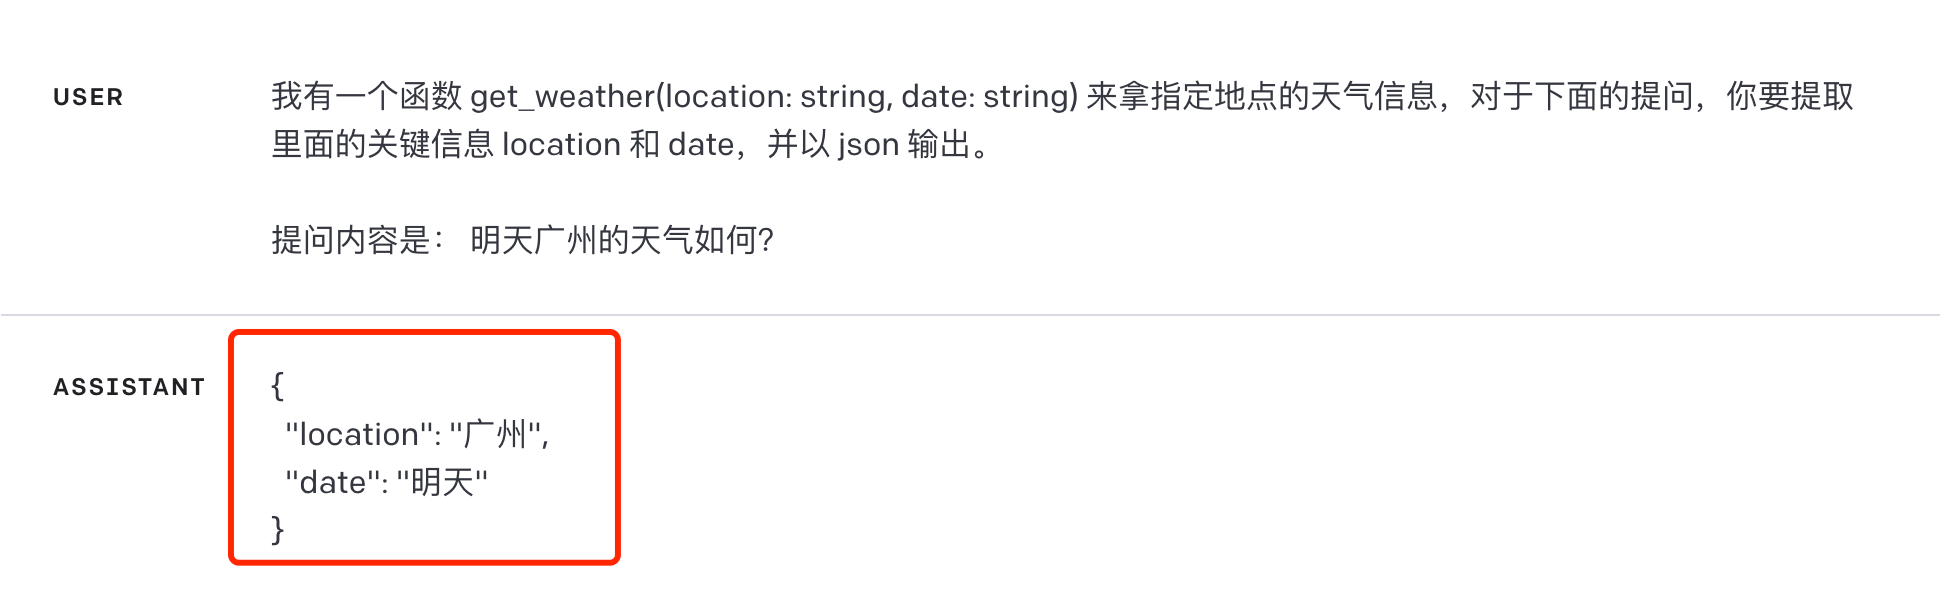 USER
我有一个函数 get_weather(location: string, date: string) 来拿指定地点的天气信息，对于下面的提问，你要提取
里面的关键信息 location 和 date，并以 json 输出。
提问内容是： 明天广州的天气如何?
ASSISTANT
{
"location": "广州",
"date": "明天"
}